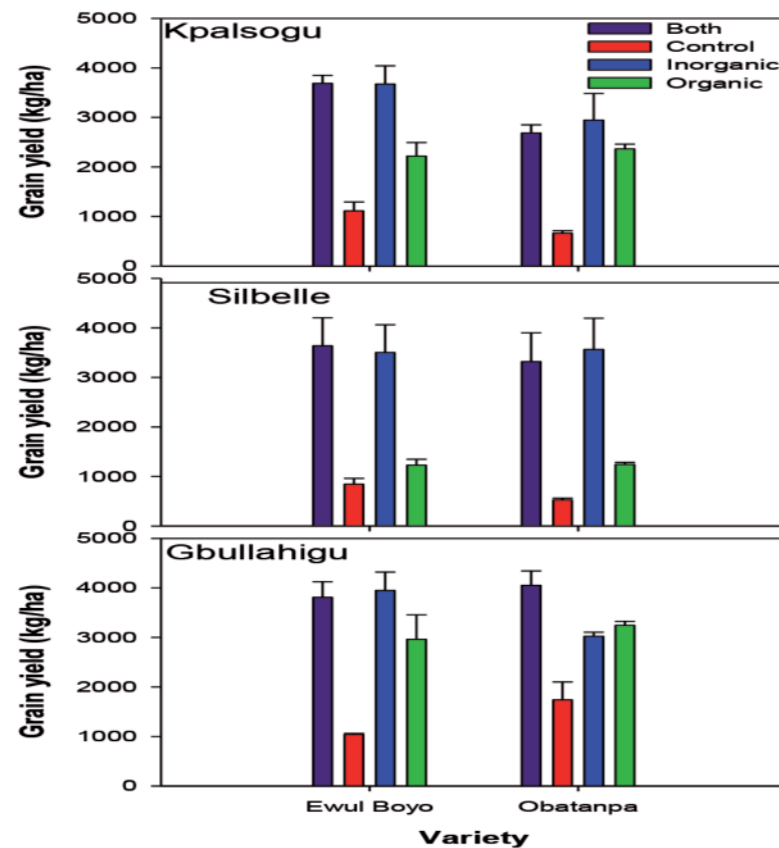 5000
Kpalsogu
Both
Control
Inorganic
Organic
4000
3000
2000
1000
0
Grain yield (kg/ha)
5000
Silbelle
4000
3000
2000
1000
0
Grain yield (kg/ha)
5000
Gbullahigu
4000
3000
2000
1000
0
Grain yield (kg/ha)
Ewul Boyo Obatanpa
Variety